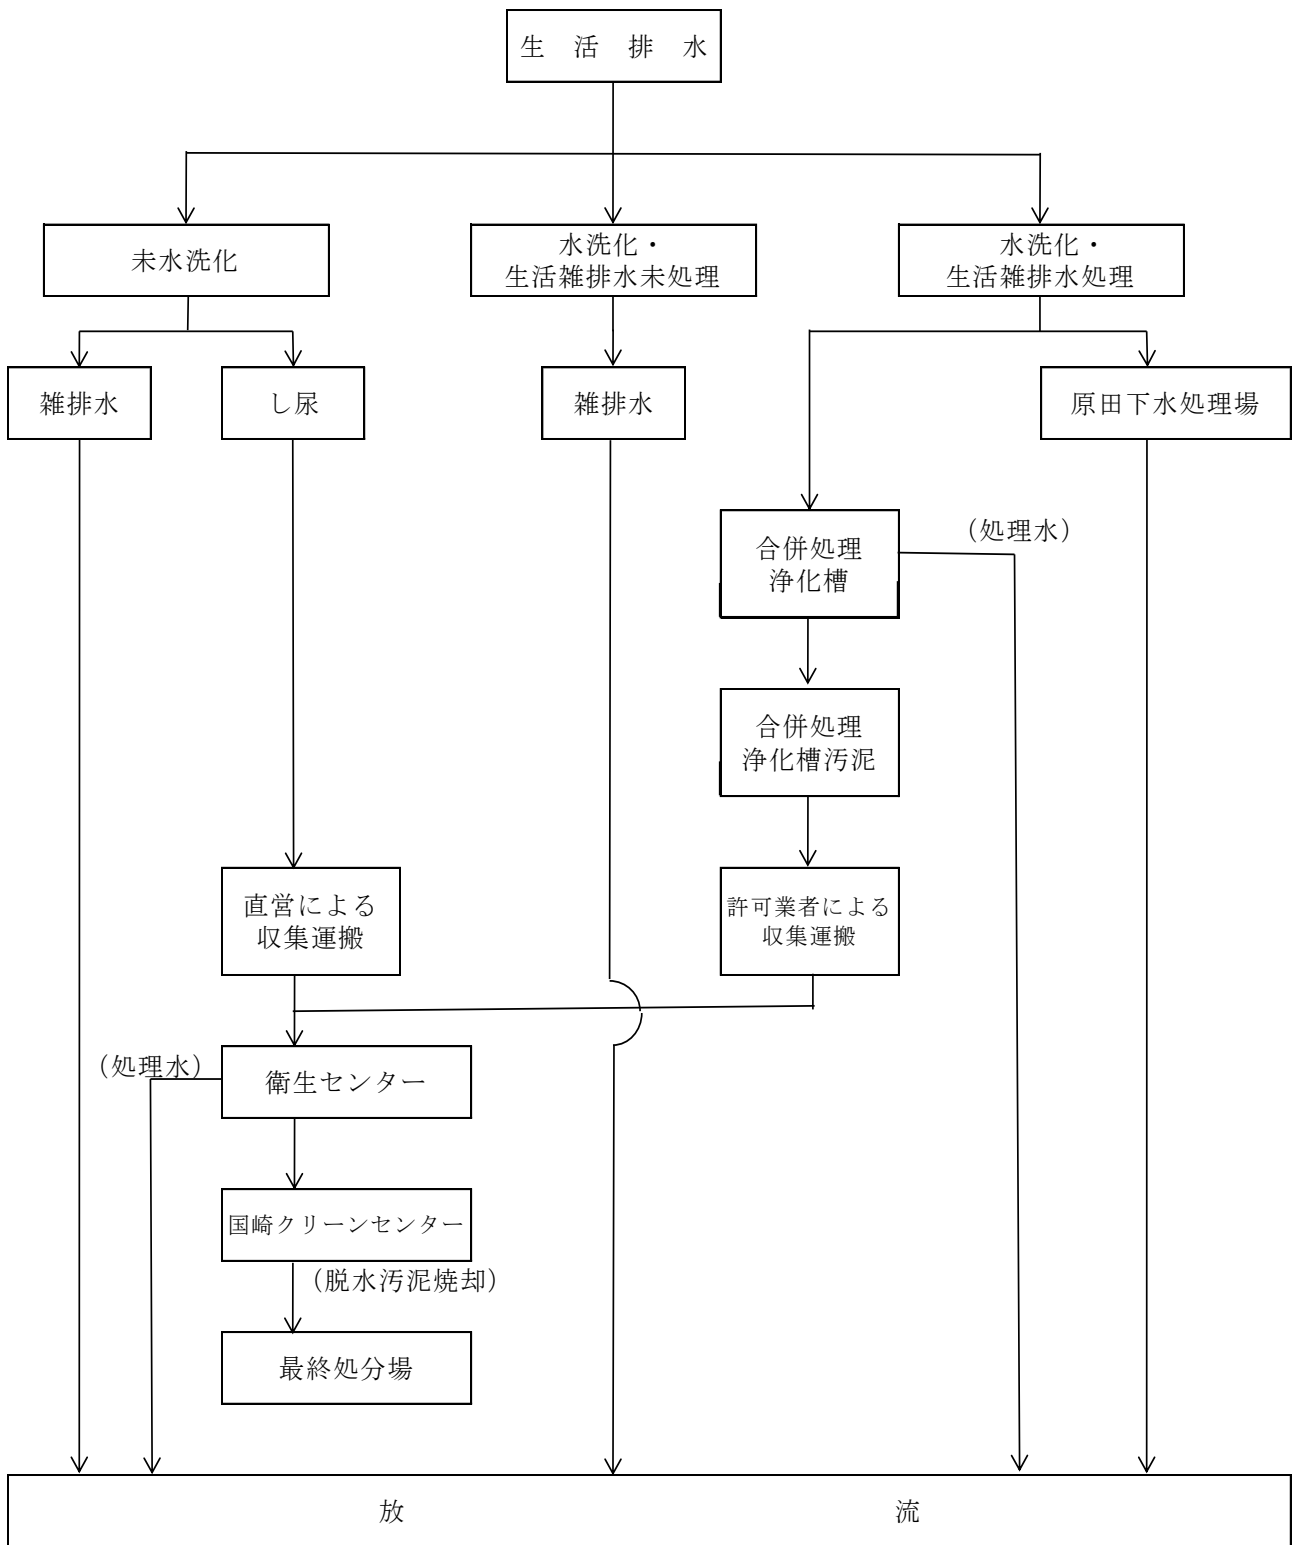 生　活　排　水
未水洗化
水洗化・
生活雑排水未処理
水洗化・
生活雑排水処理
雑排水
し尿
雑排水
原田下水処理場
合併処理
浄化槽
（処理水）
合併処理
浄化槽汚泥
直営による
収集運搬
許可業者による
収集運搬
（処理水）
衛生センター
国崎クリーンセンター
（脱水汚泥焼却）
最終処分場
放　流